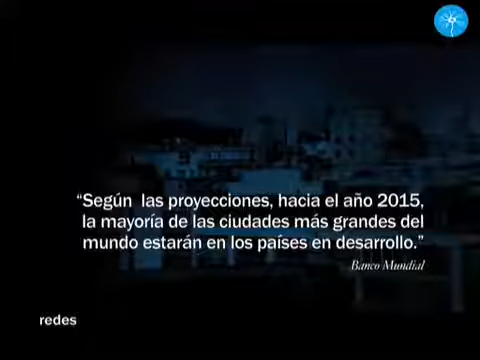 “Según las proyecciones, hacia el año 2015,
la mayoría de las ciudades más grandes del
mundo estarán en los países en desarrollo.”
Banco Mundial
redes